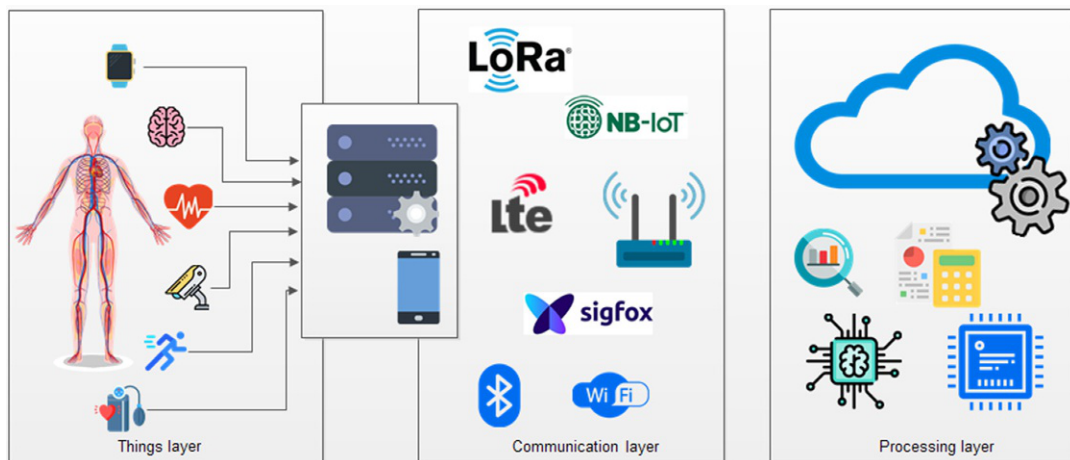 LoRa®
NB-IoT
Lte
sigfox
Wi Fi
Things layer
Communication layer
Processing layer